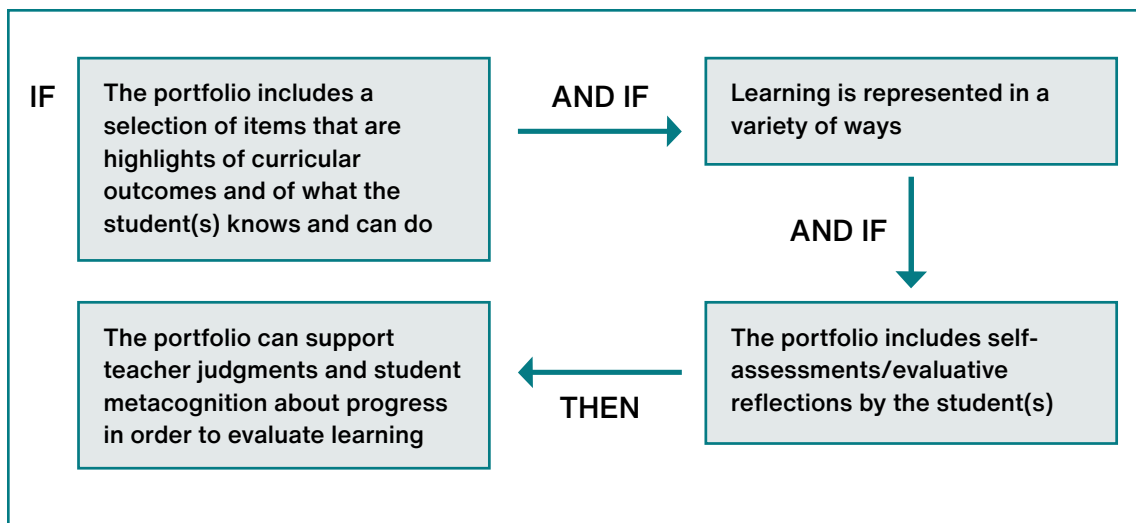 IF
The portfolio includes a
selection of items that are
highlights of curricular
outcomes and of what the
student(s) knows and can do
AND IF
Learning is represented in a
variety of ways
AND IF
The portfolio includes self-
assessments/evaluative
reflections by the student(s)
THEN
The portfolio can support
teacher judgments and student
metacognition about progress
in order to evaluate learning